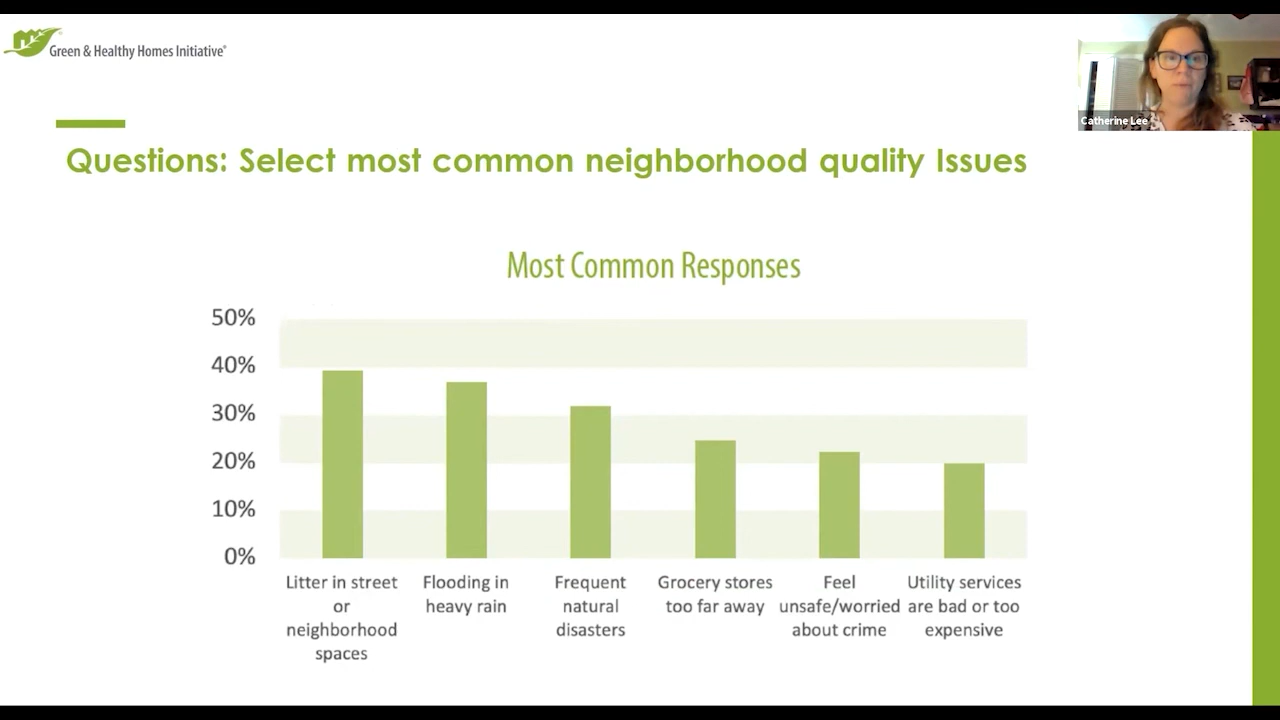 Green & Healthy Homes Initiative®
Catherine Lee
Questions: Select most common neighborhood quality Issues
Most Common Responses
50%
40%
30%
20%
10%
0%
Litter in street
or
neighborhood
spaces
Flooding in
heavy rain
Frequent
natural
disasters
Grocery stores
too far away
Feel
unsafe/worried
about crime
Utility services
are bad or too
expensive